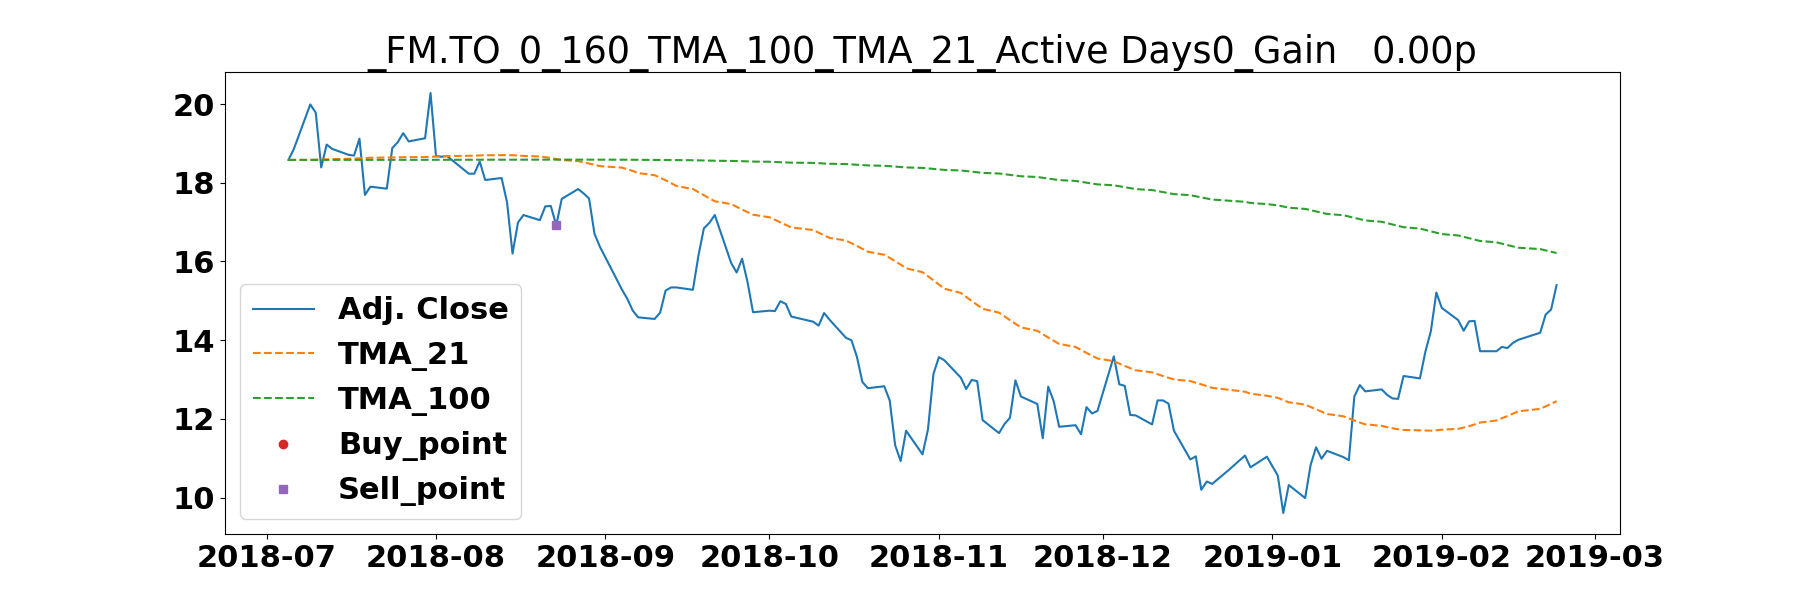 _FM.TO_0_160_TMA_100_TMA_21_Active Days0_Gain   0.00p
20
18
16
14
12
10
Adj. Close
TMA_21
TMA_100
Buy_point
Sell_point
2018-07 2018-08 2018-09 2018-10 2018-11 2018-12 2019-01 2019-02 2019-03